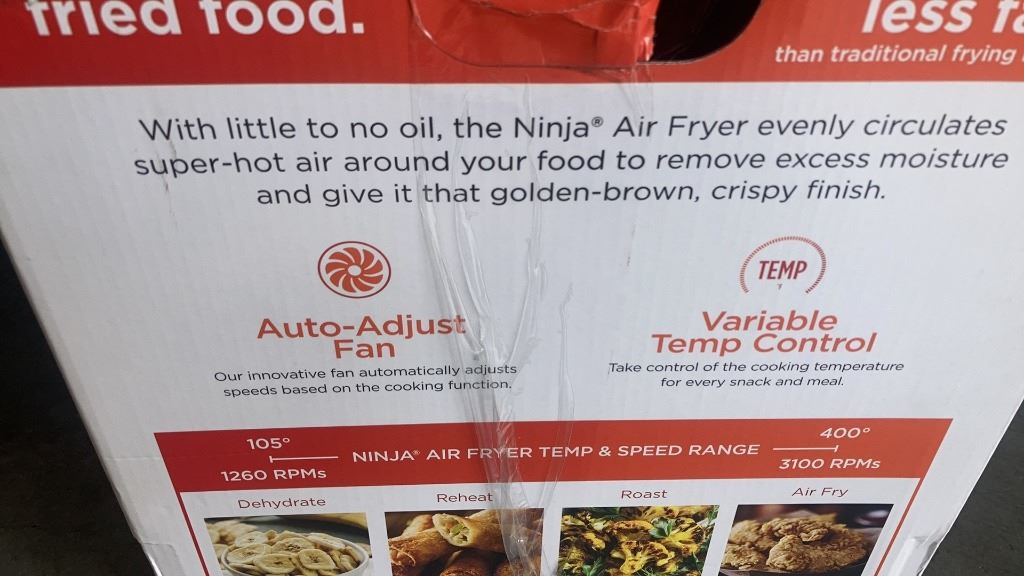 fried food.
less
than traditional frying
With little to no oil, the Ninja® Air Fryer evenly circulates
super-hot air around your food to remove excess moisture
and give it that golden-brown, crispy finish.
TEMP
Auto-Adjust
Fan
Our innovative fan automatically adjusts
speeds based on the cooking function.
Variable
Temp Control
Take control of the cooking temperature
for every snack and meal.
105°
1260 RPMs
NINJA® AIR FRYER TEMP & SPEED RANGE
400°
3100 RPMs
Dehydrate
Reheat
Roast
Air Fry